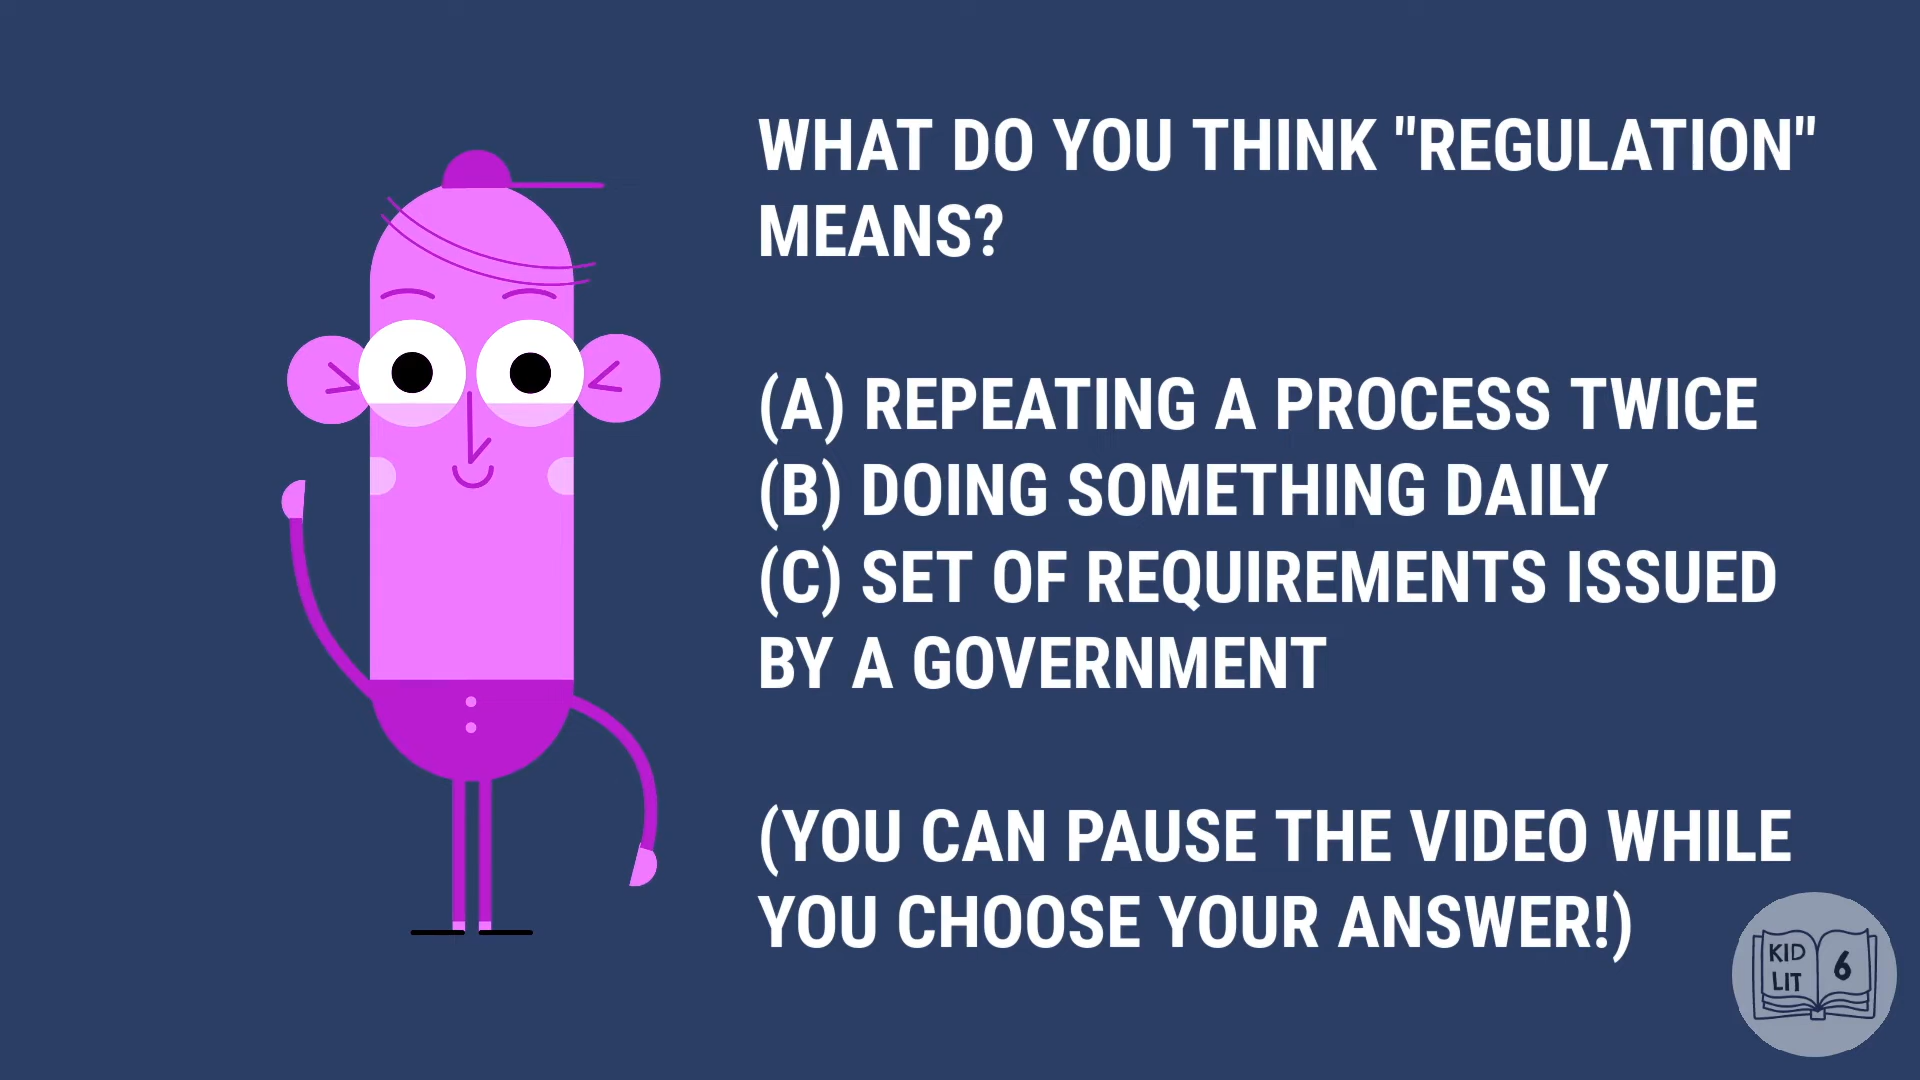 WHAT DO YOU THINK "REGULATION"
MEANS?
(A) REPEATING A PROCESS TWICE
(B) DOING SOMETHING DAILY
(C) SET OF REQUIREMENTS ISSUED
BY A GOVERNMENT
(YOU CAN PAUSE THE VIDEO WHILE
YOU CHOOSE YOUR ANSWER!)
KID
LIT
6